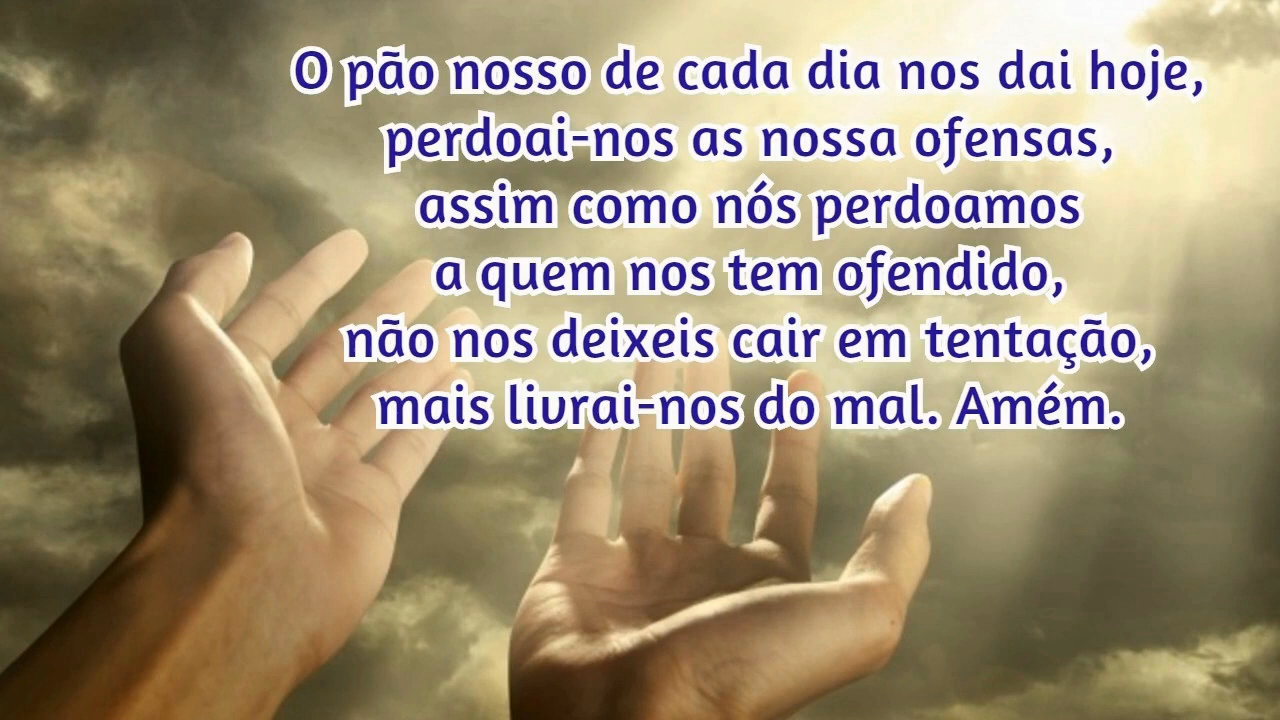 O pão nosso de cada dia nos dai hoje,
perdoai-nos as nossa ofensas,
assim como nós perdoamos
a quem nos tem ofendido,
não nos deixeis cair em tentação,
mais livrai-nos do mal. Amém.